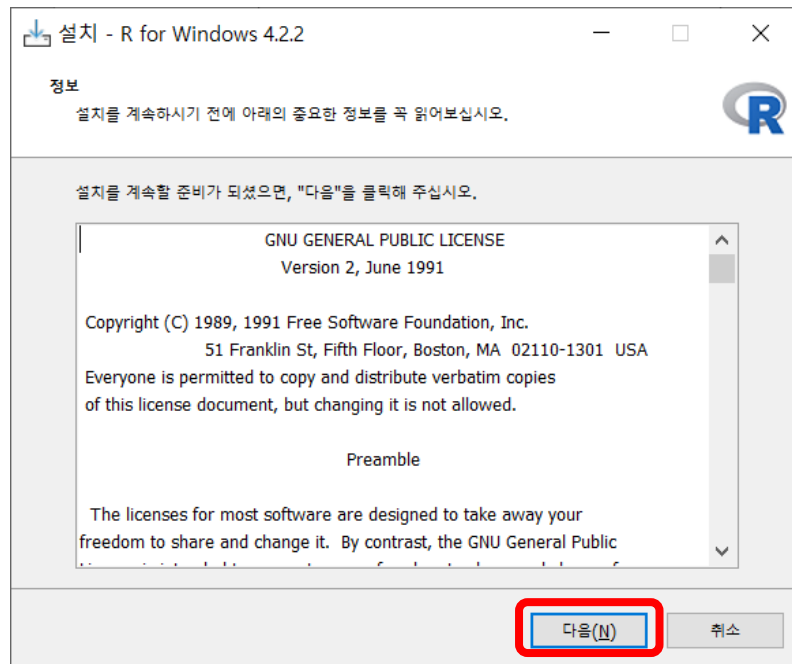 설치 - R for Windows 4.2.2
정보
설치를 계속하시기 전에 아래의 중요한 정보를 꼭 읽어보십시오.
R
설치를 계속할 준비가 되셨으면, "다음"을 클릭해 주십시오.
GNU GENERAL PUBLIC LICENSE
Version 2, June 1991
Copyright (C) 1989, 1991 Free Software Foundation, Inc.
51 Franklin St, Fifth Floor, Boston, MA 02110-1301 USA
Everyone is permitted to copy and distribute verbatim copies
of this license document, but changing it is not allowed.
Preamble
The licenses for most software are designed to take away your
freedom to share and change it. By contrast, the GNU General Public
다음(N)
취소